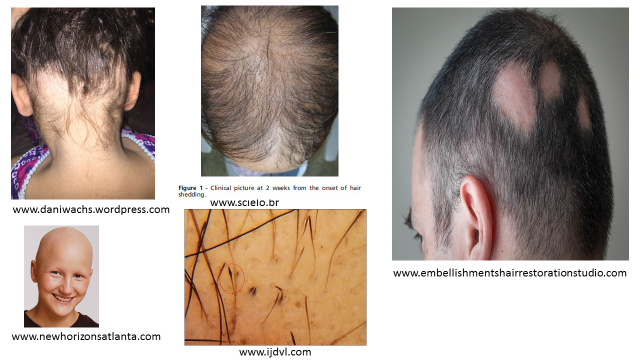 Figure 1 - Clinical picture at 2 weeks from the onset of hair
shedding.
www.scielo.br
www.daniwachs.wordpress.com
www.embellishmentshairrestorationstudio.com
www.newhorizonsatlanta.com
www.ijdvl.com